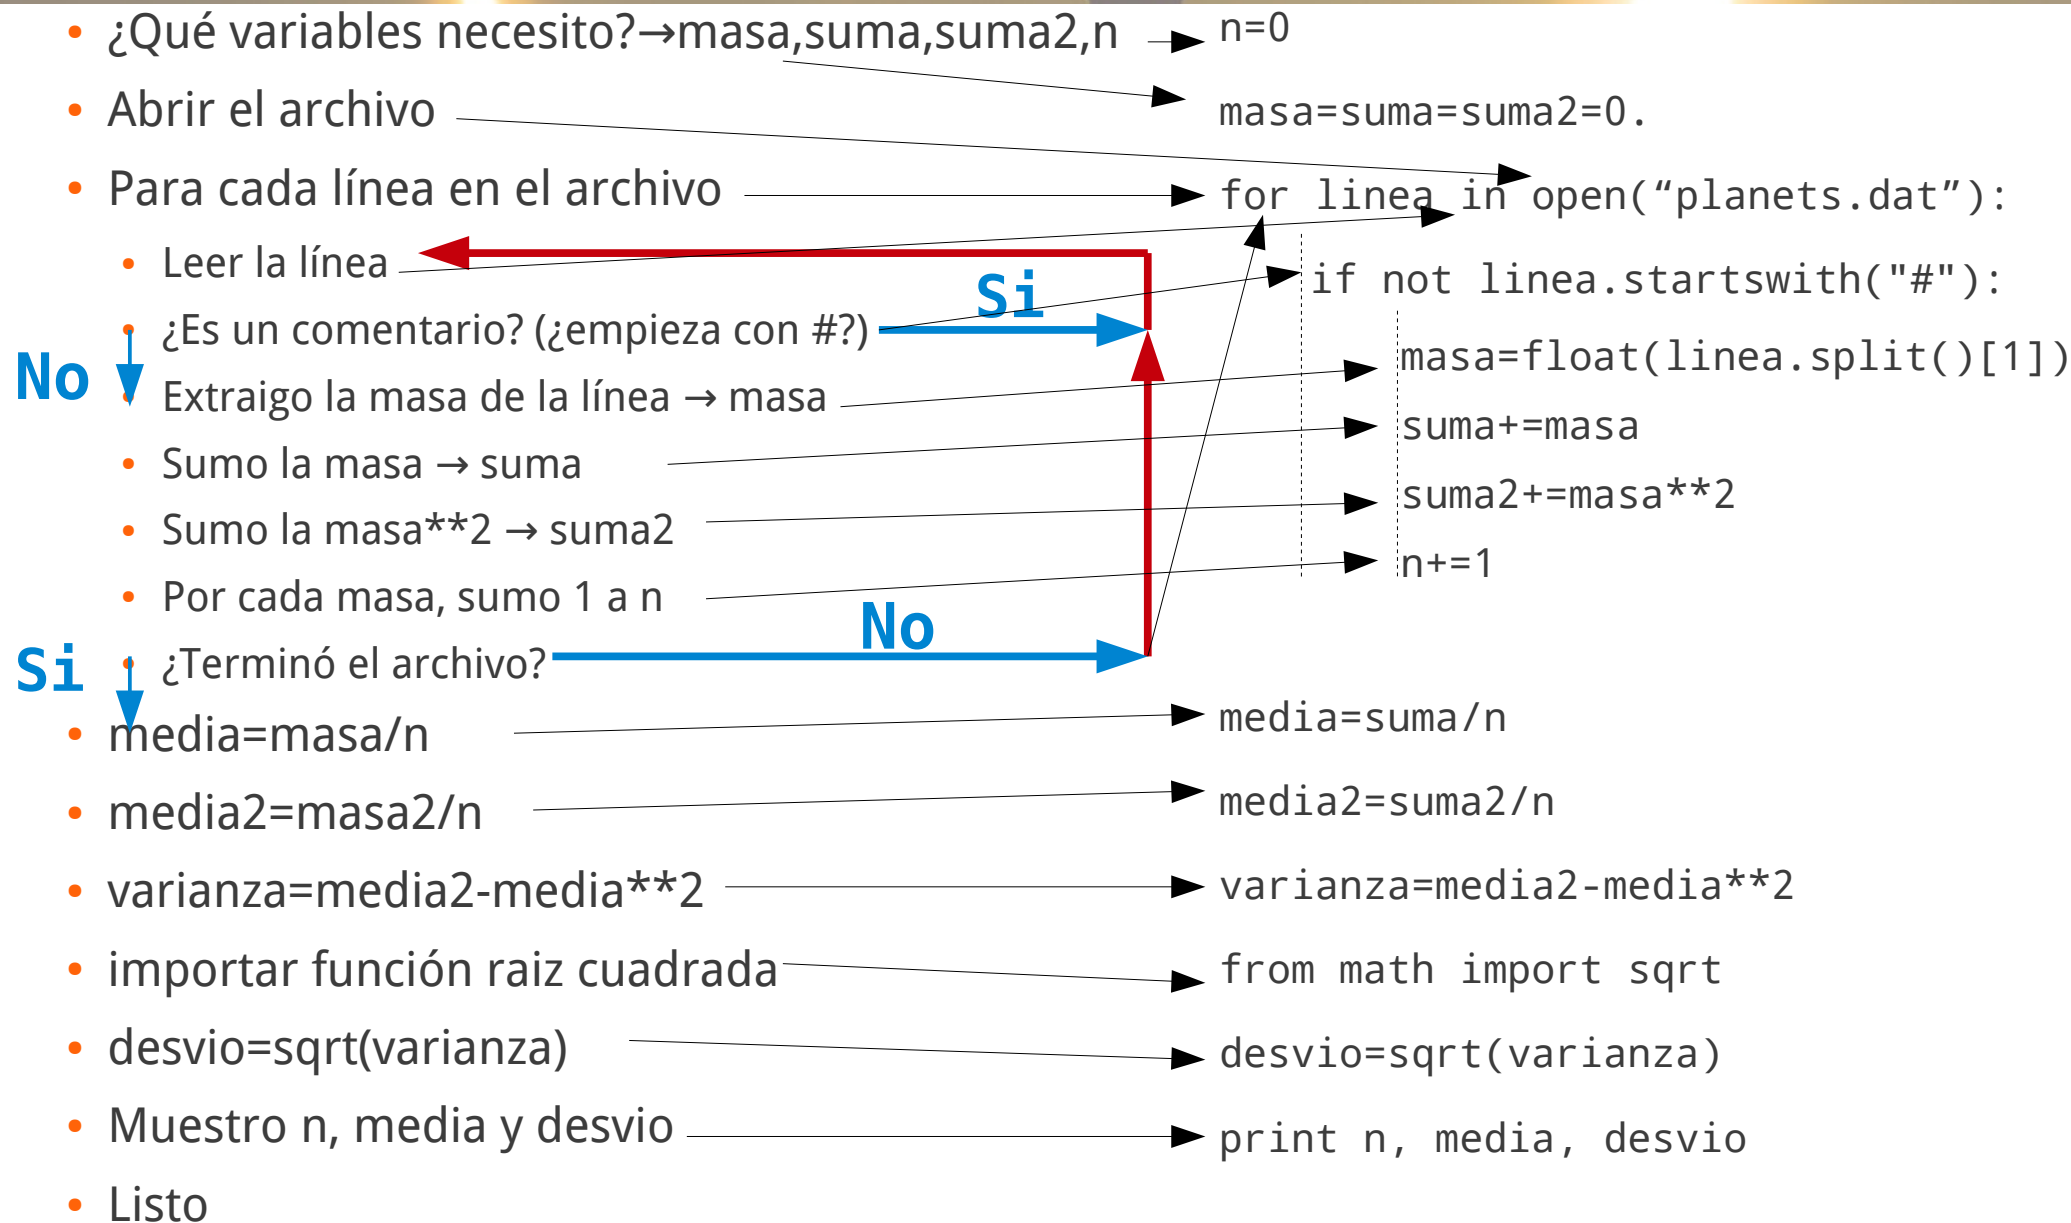 ¿Qué variables necesito?→masa,suma,suma2,n
n=0
masa=suma=suma2=0.
Abrir el archivo
Para cada línea en el archivo
for linea in open(“planets.dat”):
Leer la línea
Si
if not linea.startswith("#"):
¿Es un comentario? (¿empieza con #?)
No
masa=float(linea.split()[1])
Extraigo la masa de la línea → masa
suma+=masa
Sumo la masa → suma
suma2+=masa**2
Sumo la masa**2 → suma2
n+=1
Por cada masa, sumo 1 a n
No
Si
¿Terminó el archivo?
media=masa/n
media=suma/n
media2=masa2/n
media2=suma2/n
varianza=media2-media**2
varianza=media2-media**2
importar función raiz cuadrada
from math import sqrt
desvio=sqrt(varianza)
desvio=sqrt(varianza)
Muestro n, media y desvio
print n, media, desvio
Listo